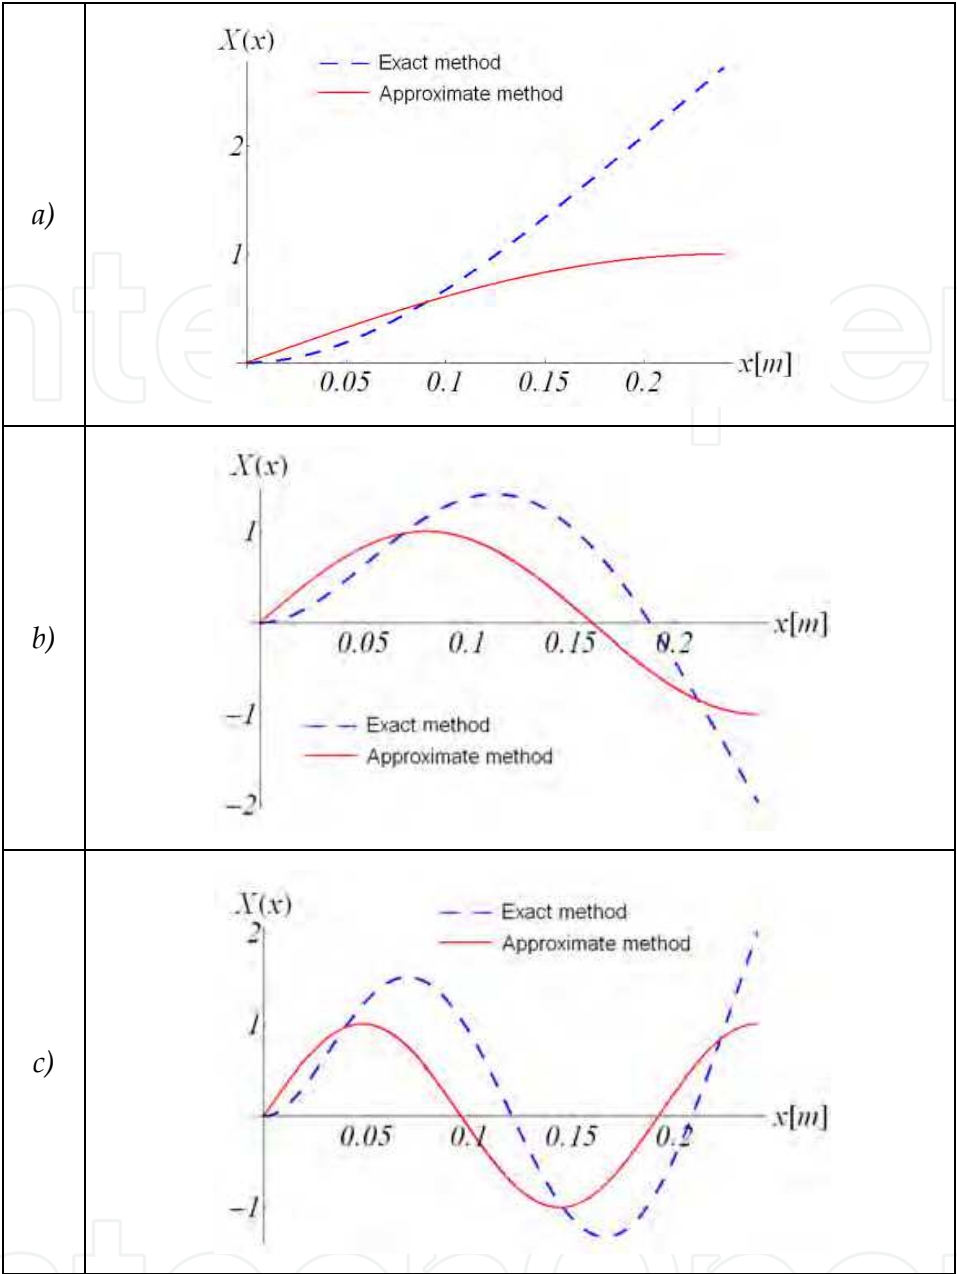 a)
X(x)
Exact method
Approximate method
2
1
0.05 0.1 0.15 0.2 x[m]
b)
X(x)
1
0.05 0.1 0.15 0.2 x[m]
-1
Exact method
Approximate method
-2
c)
X(x)
Exact method
2
Approximate method
1
0.05 0.1 0.15 0.2 x[m]
-1